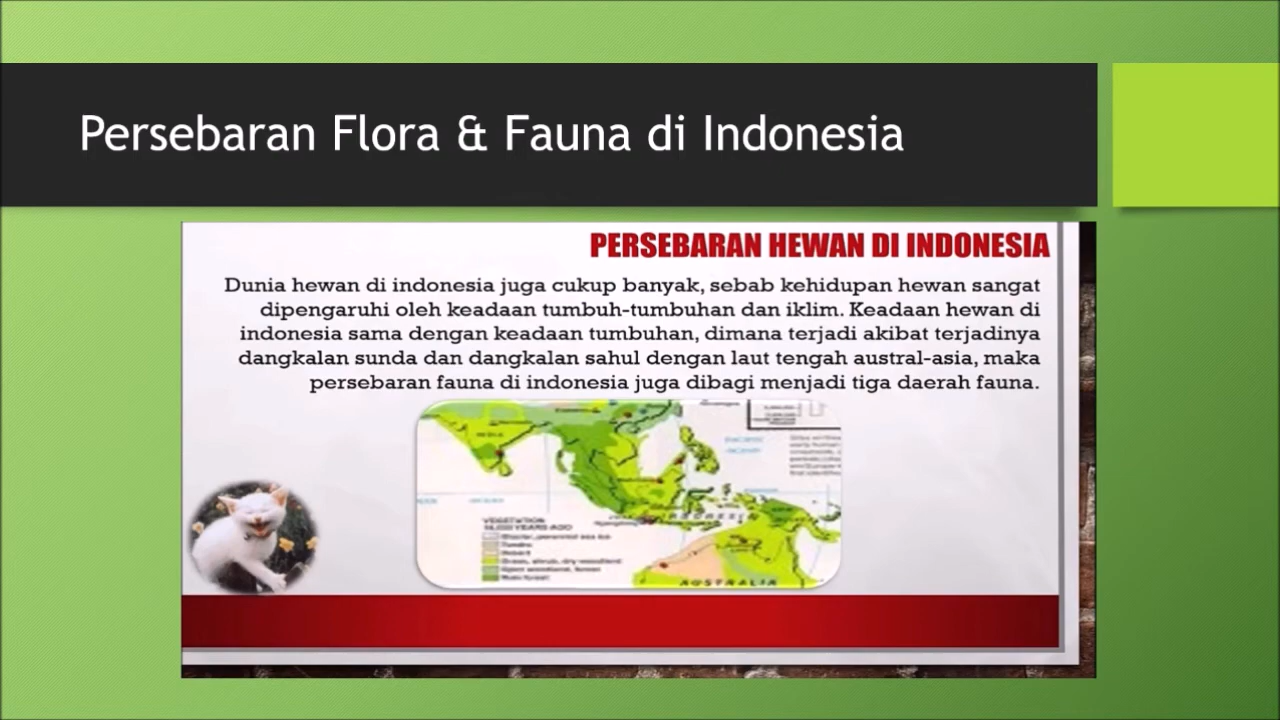 Persebaran Flora & Fauna di Indonesia
PERSEBARAN HEWAN DI INDONESIA
Dunia hewan di indonesia juga cukup banyak, sebab kehidupan hewan sangat
dipengaruhi oleh keadaan tumbuh-tumbuhan dan iklim. Keadaan hewan di
indonesia sama dengan keadaan tumbuhan, dimana terjadi akibat terjadinya
dangkalan sunda dan dangkalan sahul dengan laut tengah austral-asia, maka
persebaran fauna di indonesia juga dibagi menjadi tiga daerah fauna.
INDIA
VEGETATION
AUSTRALIA